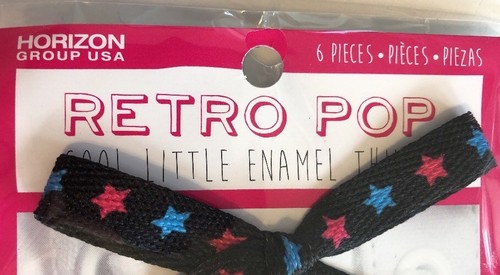 HORIZON
GROUP USA
6 PIECES • PIÈCES • PIEZAS
RETRO POP
LITTLE ENAMEL